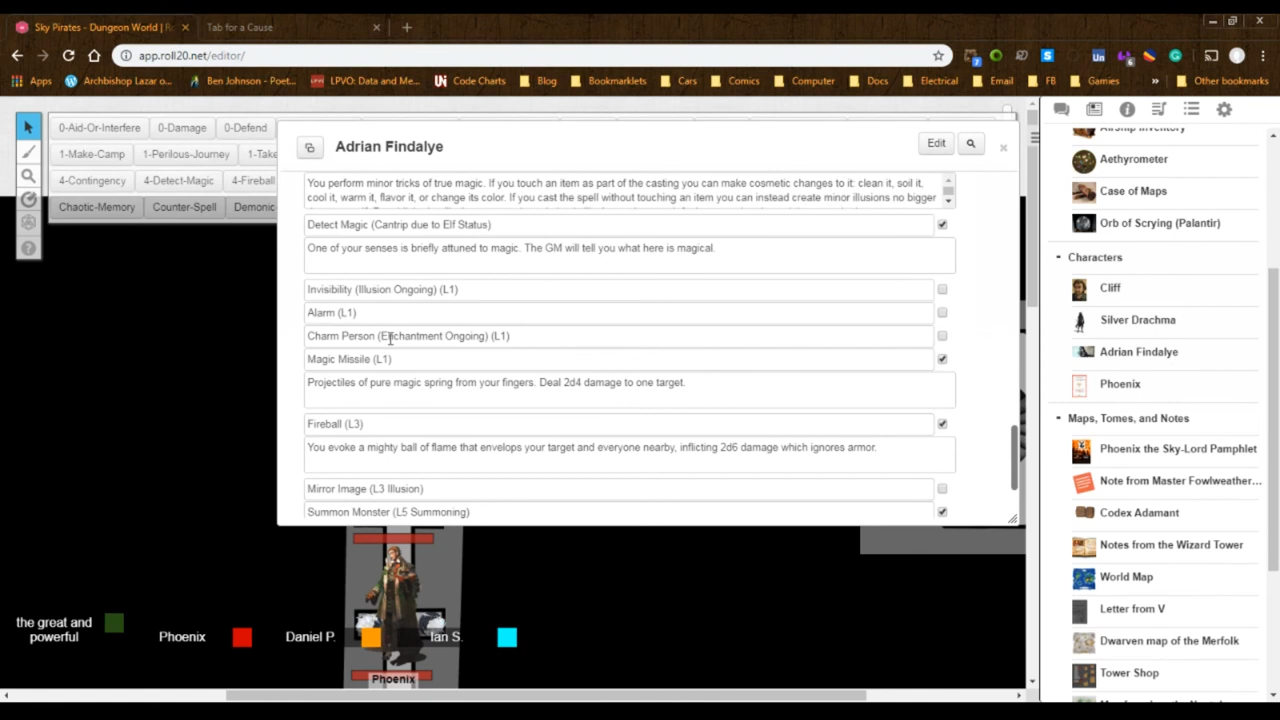 Sky Pirates - Dungeon World |
Tab for a Cause
app.roll20.net/editor/
Apps
Archbishop Lazar o...
Ben Johnson - Poet...
LPVO: Data and Me...
Code Charts
Blog
Bookmarklets
Cars
Comics
Computer
Docs
Electrical
Email
FB
Gamies
»
Other bookmarks
0-Aid-Or-Interfere
0-Damage
0-Defend
1-Make-Camp
1-Perilous-Journey
1-Take
4-Contingency
4-Detect-Magic
4-Fireball
Chaotic-Memory
Counter-Spell
Demonic
Adrian Findalye
Edit
You perform minor tricks of true magic. If you touch an item as part of the casting you can make cosmetic changes to it: clean it, soil it,
cool it, warm it, flavor it, or change its color. If you cast the spell without touching an item you can instead create minor illusions no bigger
Detect Magic (Cantrip due to Elf Status)
One of your senses is briefly attuned to magic. The GM will tell you what here is magical.
Invisibility (Illusion Ongoing) (L1)
Alarm (L1)
Charm Person (Enchantment Ongoing) (L1)
Magic Missile (L1)
Projectiles of pure magic spring from your fingers. Deal 2d4 damage to one target.
Fireball (L3)
You evoke a mighty ball of flame that envelops your target and everyone nearby, inflicting 2d6 damage which ignores armor.
Mirror Image (L3 Illusion)
Summon Monster (L5 Summoning)
Airship Inventory
Aethyrometer
Case of Maps
Orb of Scrying (Palantir)
Characters
Cliff
Silver Drachma
Adrian Findalye
Phoenix
Maps, Tomes, and Notes
Phoenix the Sky-Lord Pamphlet
Note from Master Fowlweather...
Codex Adamant
Notes from the Wizard Tower
World Map
Letter from V
Dwarven map of the Merfolk
Tower Shop
the great and
powerful
Phoenix
Daniel P.
Ian S.
Phoenix